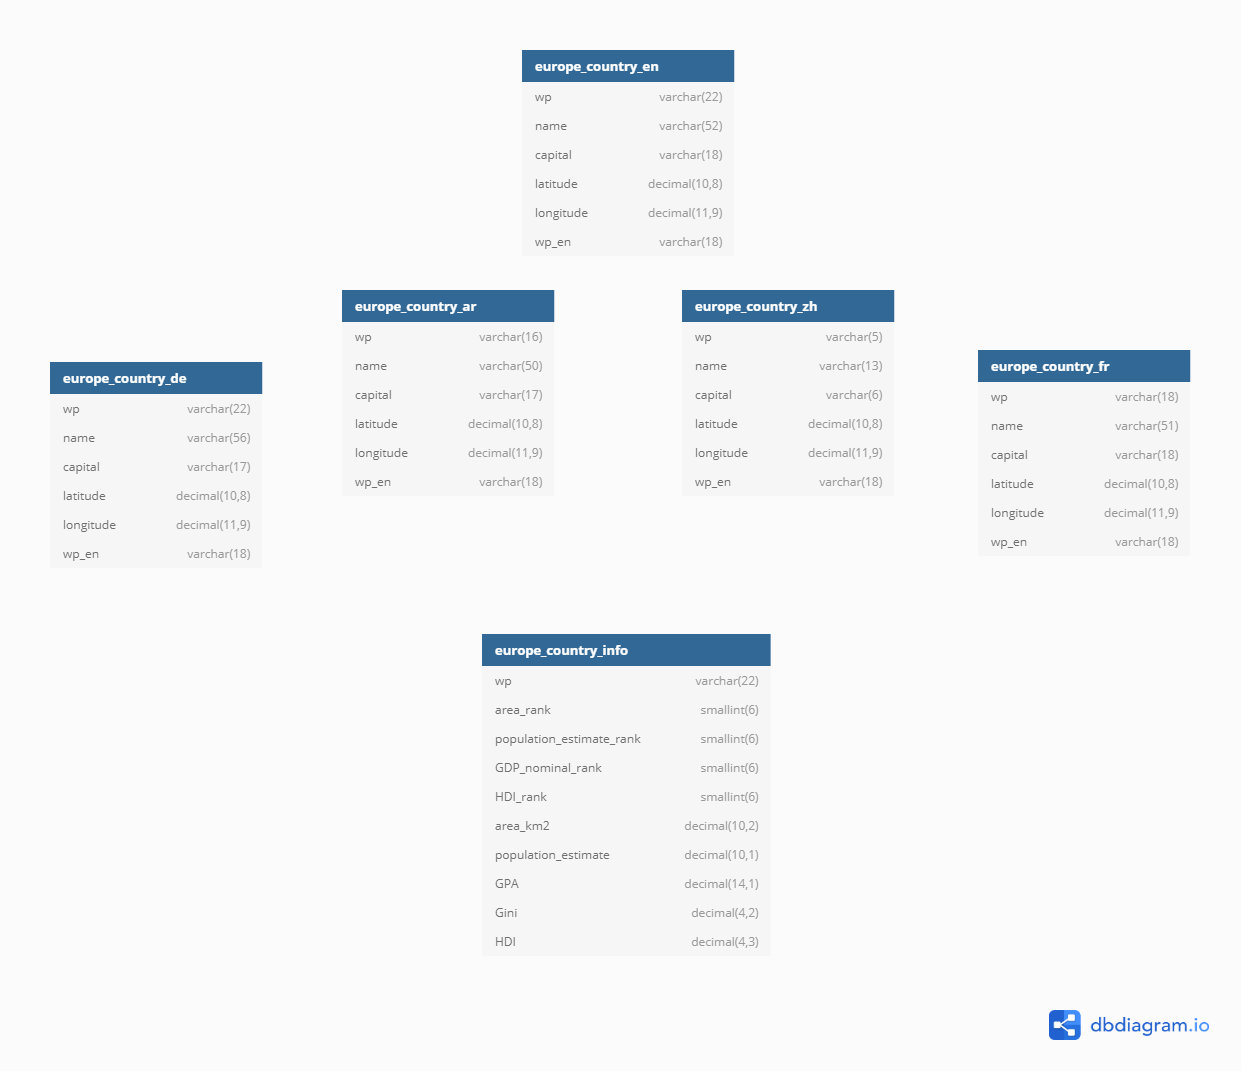 europe_country_en
wp varchar(22)
name varchar(52)
capital varchar(18)
latitude decimal(10,8)
longitude decimal(11,9)
wp_en varchar(18)
europe_country_ar
wp varchar(16)
name varchar(50)
capital varchar(17)
latitude decimal(10,8)
longitude decimal(11,9)
wp_en varchar(18)
europe_country_zh
wp varchar(5)
name varchar(13)
capital varchar(6)
latitude decimal(10,8)
longitude decimal(11,9)
wp_en varchar(18)
europe_country_de
wp varchar(22)
name varchar(56)
capital varchar(17)
latitude decimal(10,8)
longitude decimal(11,9)
wp_en varchar(18)
europe_country_fr
wp varchar(18)
name varchar(51)
capital varchar(18)
latitude decimal(10,8)
longitude decimal(11,9)
wp_en varchar(18)
europe_country_info
wp varchar(22)
area_rank smallint(6)
population_estimate_rank smallint(6)
GDP_nominal_rank smallint(6)
HDI_rank smallint(6)
area_km2 decimal(10,2)
population_estimate decimal(10,1)
GPA decimal(14,1)
Gini decimal(4,2)
HDI decimal(4,3)
dbdiagram.io